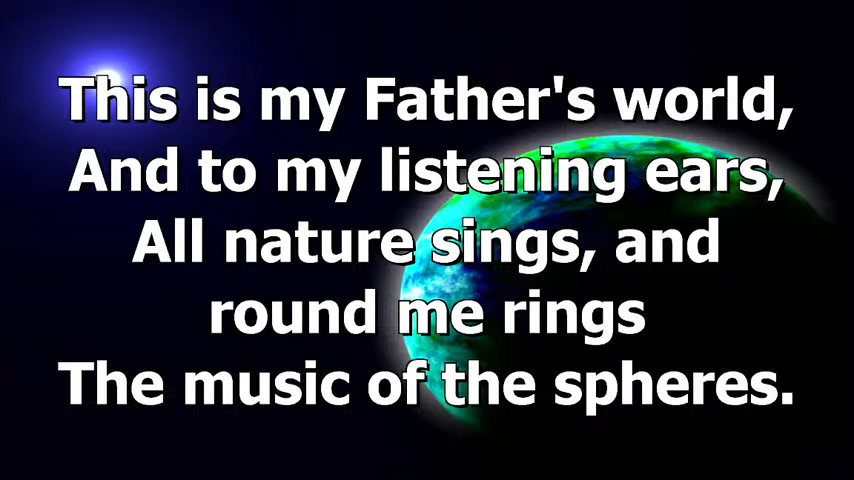 This is my Father's world,
And to my listening ears,
All nature sings, and
round me rings
The music of the spheres.